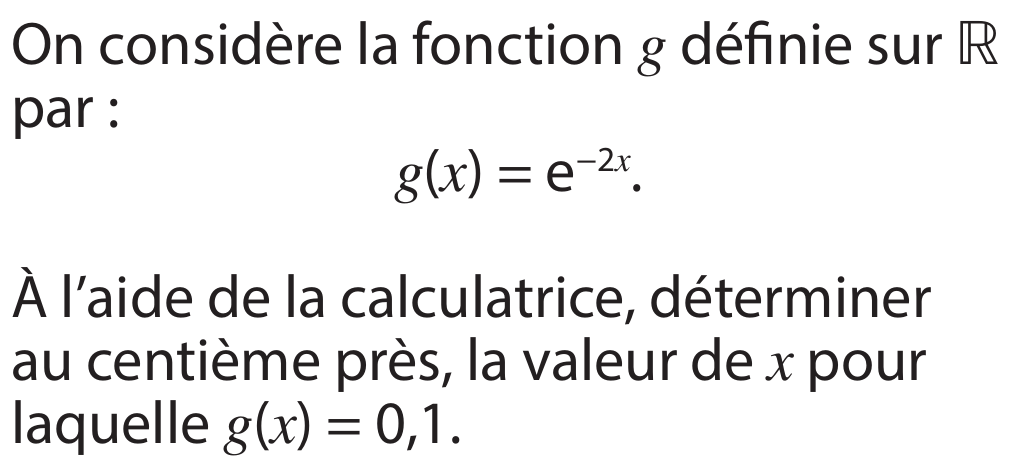 On considère la fonction g définie sur ℝ
par :
g(x) = e⁻²ˣ.
À l’aide de la calculatrice, déterminer
au centième près, la valeur de x pour
laquelle g(x) = 0,1.